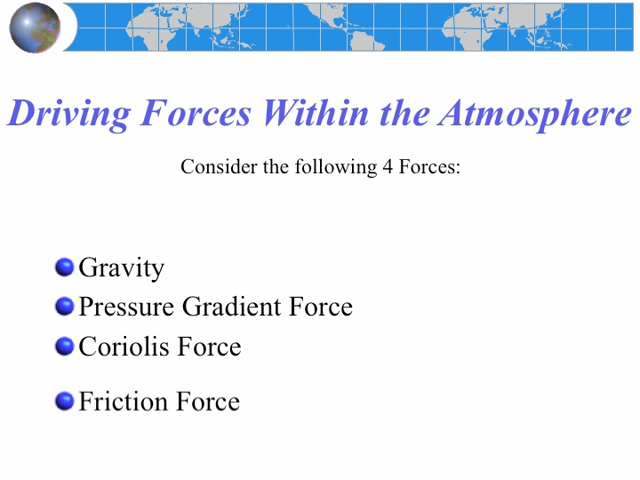 Driving Forces Within the Atmosphere
Consider the following 4 Forces:
Gravity
Pressure Gradient Force
Coriolis Force
Friction Force